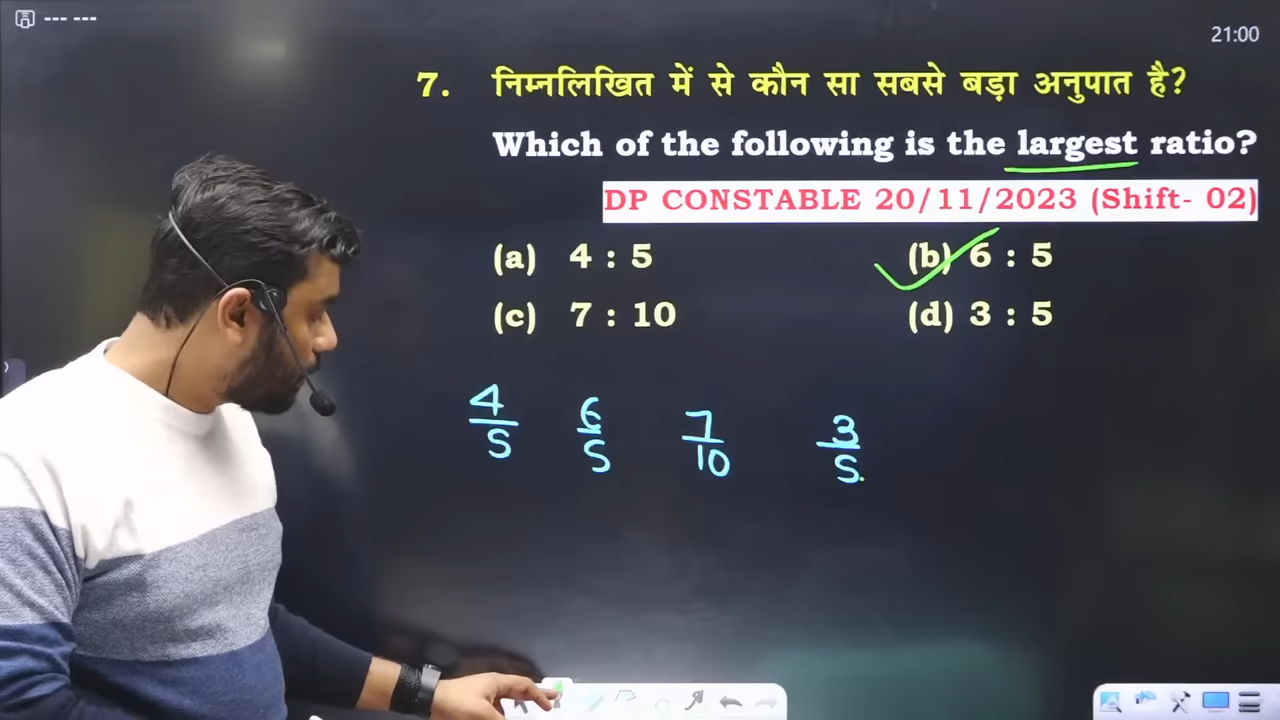 21:00
7. निम्नलिखित में से कौन सा सबसे बड़ा अनुपात है?
Which of the following is the largest ratio?
DP CONSTABLE 20/11/2023 (Shift- 02)
(a) 4 : 5 (b) 6 : 5
(c) 7 : 10 (d) 3 : 5
4 6 7 3
5 5 10 5